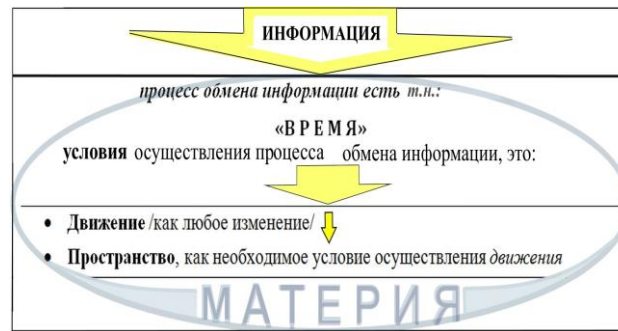 ИНФОРМАЦИЯ
процесс обмена информации есть т.н.:
«В Р Е М Я»
условия осуществления процесса обмена информации, это:
• Движение /как любое изменение/
• Пространство, как необходимое условие осуществления движения
МАТЕРИЯ